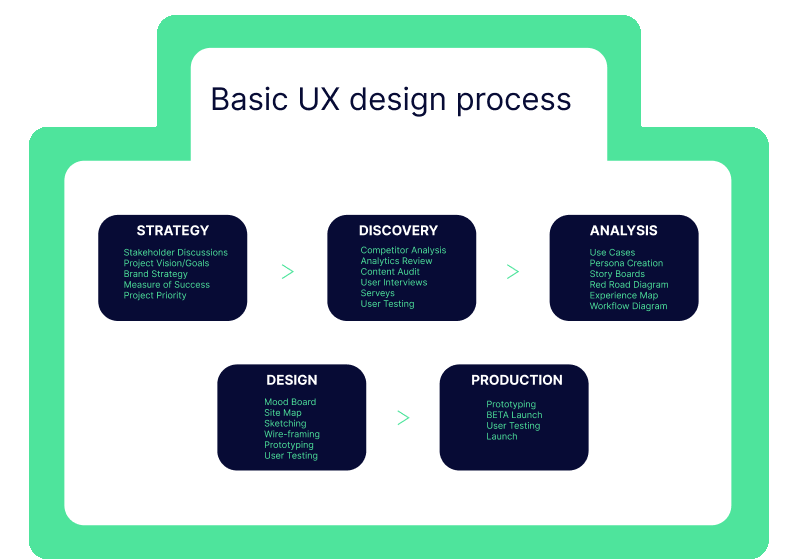 Basic UX design process
STRATEGY
Stakeholder Discussions
Project Vision/Goals
Brand Strategy
Measure of Success
Project Priority
DISCOVERY
Competitor Analysis
Analytics Review
Content Audit
User Interviews
Serveys
User Testing
ANALYSIS
Use Cases
Persona Creation
Story Boards
Red Road Diagram
Experience Map
Workflow Diagram
DESIGN
Mood Board
Site Map
Sketching
Wire-framing
Prototyping
User Testing
PRODUCTION
Prototyping
BETA Launch
User Testing
Launch